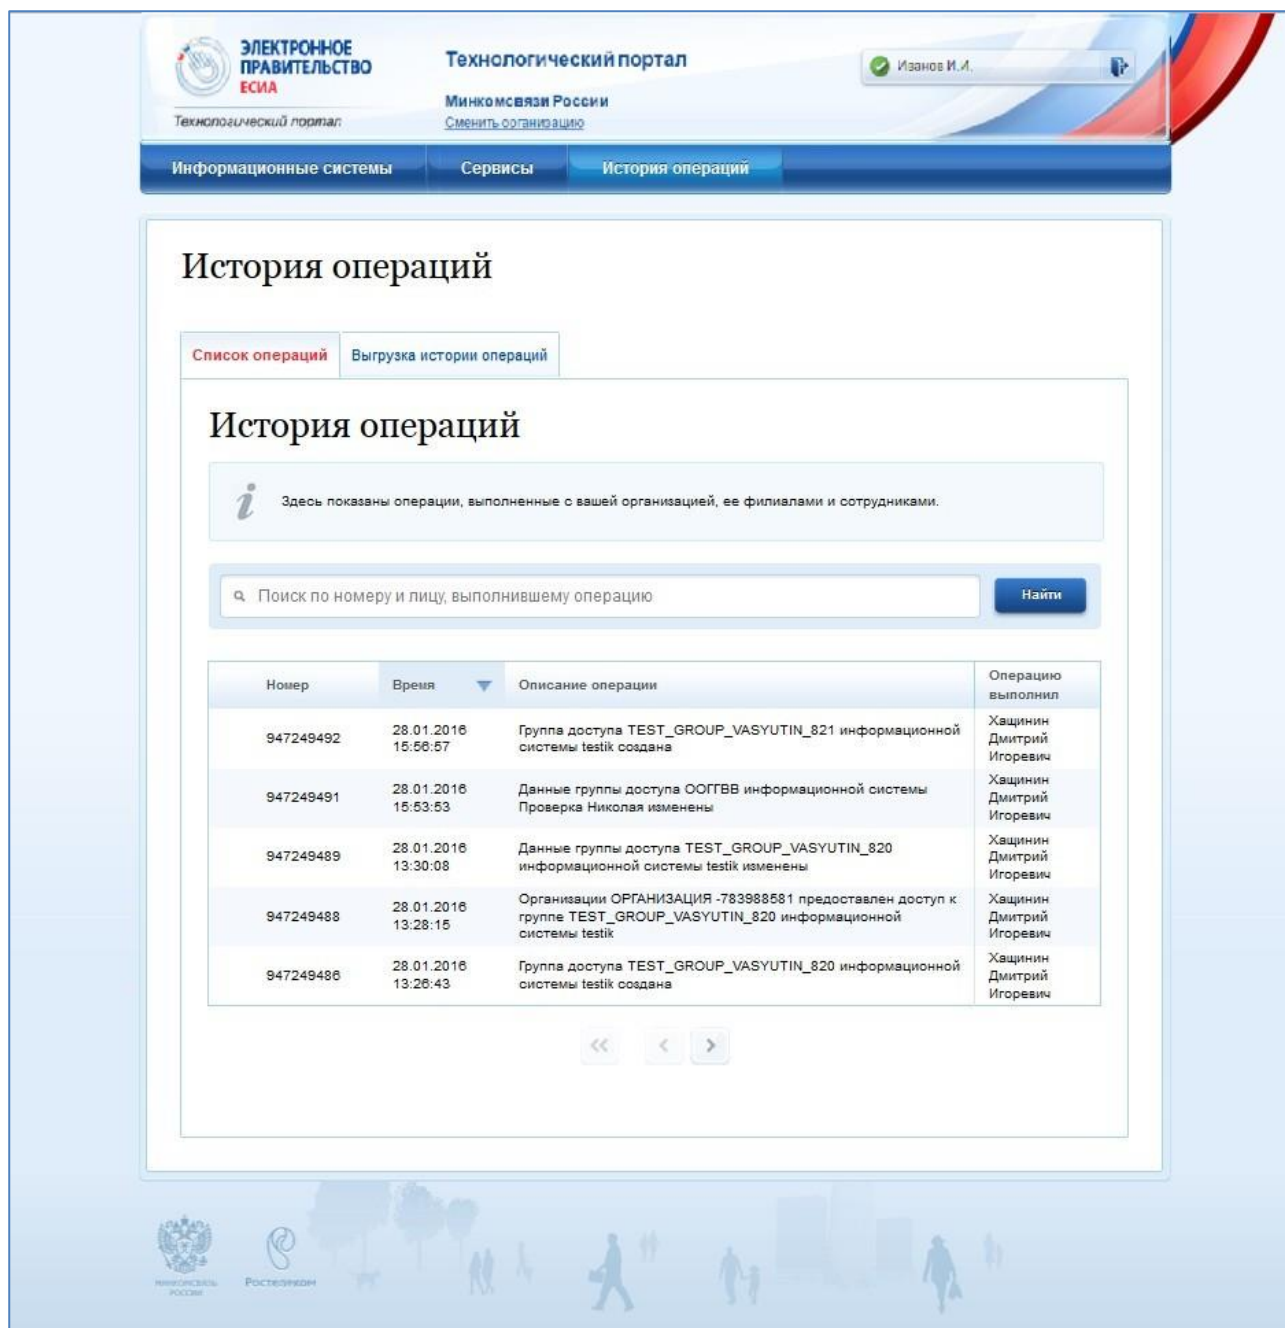 ЭЛЕКТРОННОЕ
ПРАВИТЕЛЬСТВО
ЕСИА
Технологический портал
Технологический портал
Минкомсвязи России
Сменить организацию
Иванов И.И.
Информационные системы
Сервисы
История операций
История операций
Список операций
Выгрузка истории операций
История операций
Здесь показаны операции, выполненные с вашей организацией, ее филиалами и сотрудниками.
Поиск по номеру и лицу, выполнившему операцию
Найти
Номер
Время
Описание операции
Операцию
выполнил
947249492
28.01.2016
15:56:57
Группа доступа TEST_GROUP_VASYUTIN_821 информационной
системы testik создана
Хащинин
Дмитрий
Игоревич
947249491
28.01.2016
15:53:53
Данные группы доступа ООГГВВ информационной системы
Проверка Николая изменены
Хащинин
Дмитрий
Игоревич
947249489
28.01.2016
13:30:08
Данные группы доступа TEST_GROUP_VASYUTIN_820
информационной системы testik изменены
Хащинин
Дмитрий
Игоревич
947249488
28.01.2016
13:28:15
Организации ОРГАНИЗАЦИЯ -783988581 предоставлен доступ к
группе TEST_GROUP_VASYUTIN_820 информационной
системы testik
Хащинин
Дмитрий
Игоревич
947249486
28.01.2016
13:26:43
Группа доступа TEST_GROUP_VASYUTIN_820 информационной
системы testik создана
Хащинин
Дмитрий
Игоревич
МИНКОМСВЯЗЬ
РОССИИ
Ростелеком